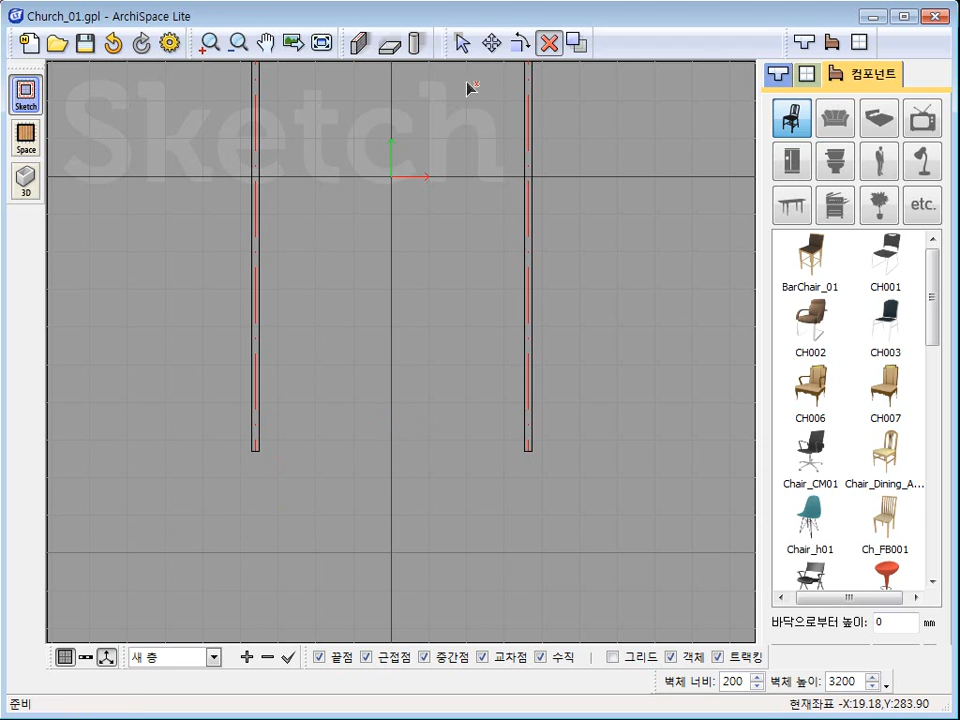 Church_01.gpl - ArchiSpace Lite
Sketch
Sketch
Space
3D
컴포넌트
etc.
BarChair_01
CH001
CH002
CH003
CH006
CH007
Chair_CM01
Chair_Dining_A...
Chair_h01
Ch_FB001
바닥으로부터 높이: 0 mm
새 층
끝점
근접점
중간점
교차점
수직
그리드
객체
트랙킹
벽체 너비: 200
벽체 높이: 3200
준비
현재좌표 -X:19.18,Y:283.90